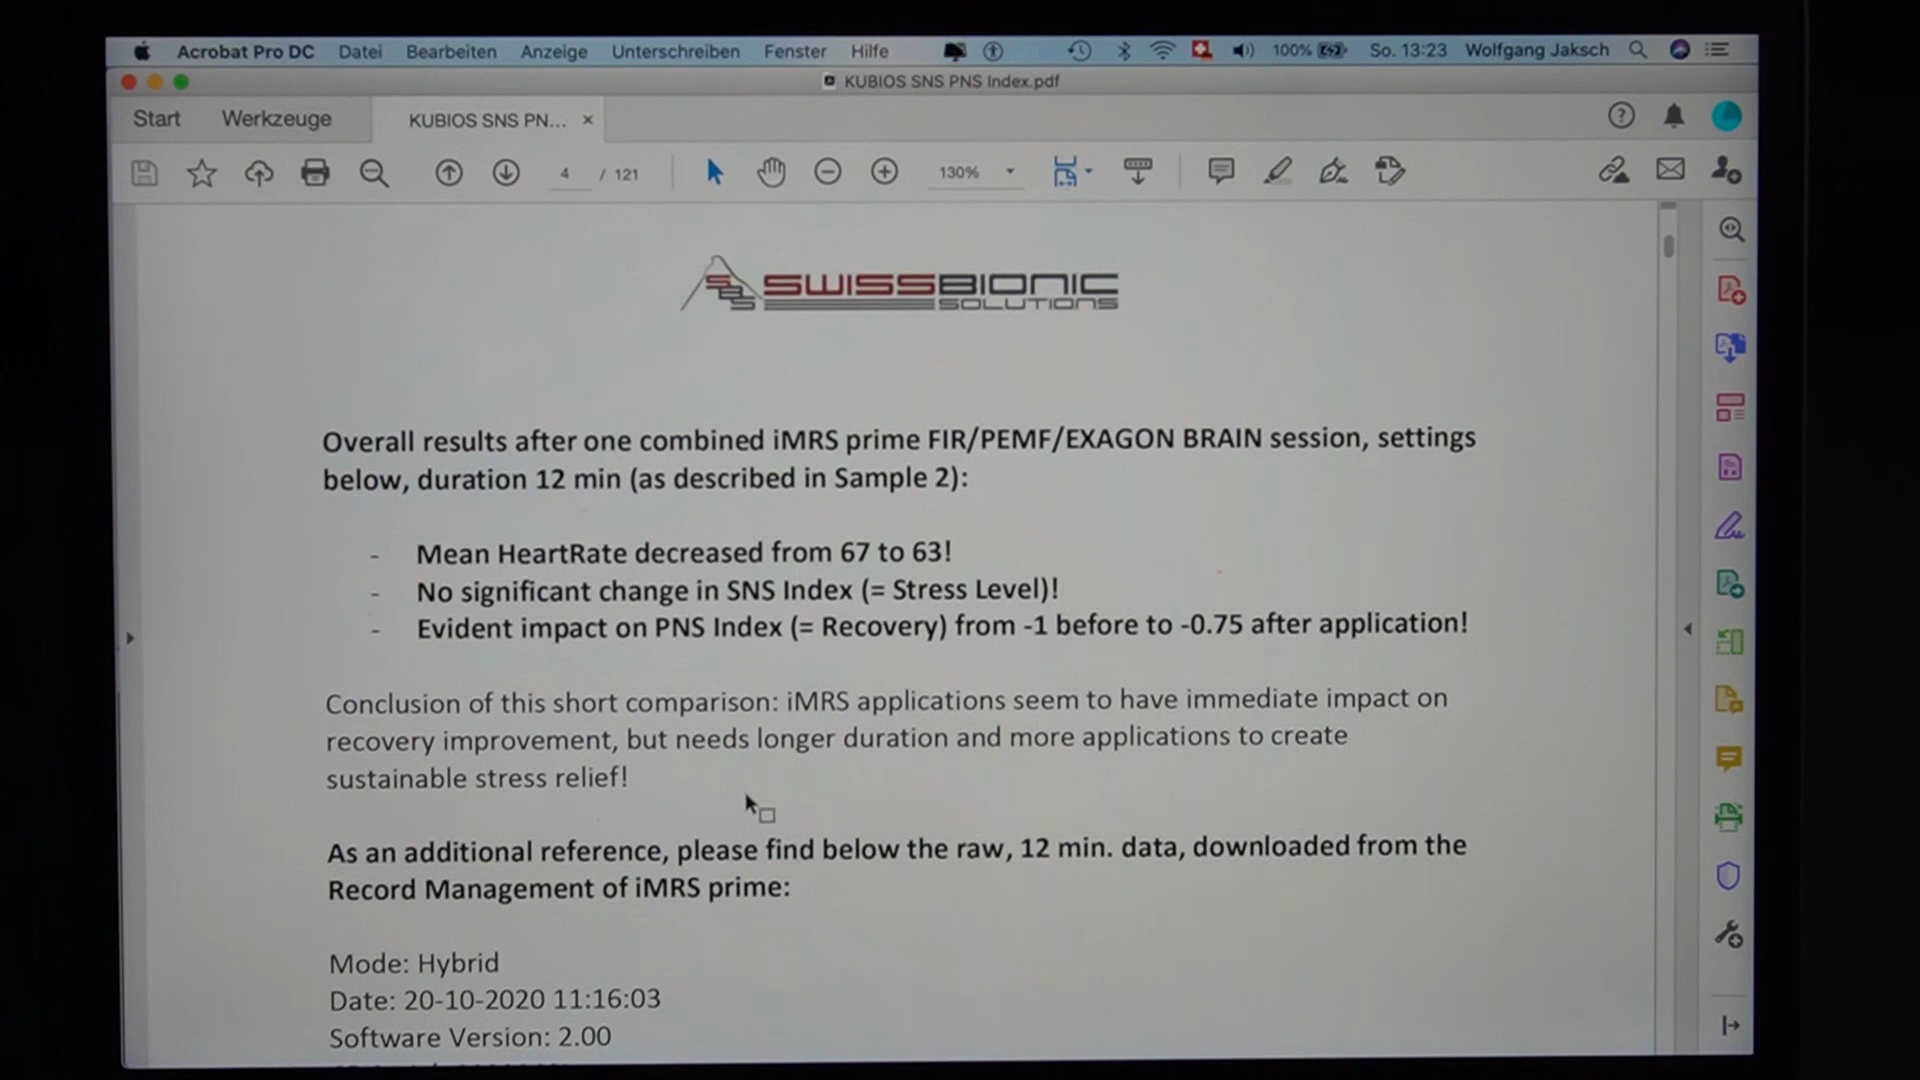 Acrobat Pro DC Datei Bearbeiten Anzeige Unterschreiben Fenster Hilfe 100% So. 13:23 Wolfgang Jaksch
KUBIOS SNS PNS Index.pdf
Start Werkzeuge KUBIOS SNS PN... ×
4 / 121 130%
SBS SWISSBIONIC
SOLUTIONS
Overall results after one combined iMRS prime FIR/PEMF/EXAGON BRAIN session, settings
below, duration 12 min (as described in Sample 2):
- Mean HeartRate decreased from 67 to 63!
- No significant change in SNS Index (= Stress Level)!
- Evident impact on PNS Index (= Recovery) from -1 before to -0.75 after application!
Conclusion of this short comparison: iMRS applications seem to have immediate impact on
recovery improvement, but needs longer duration and more applications to create
sustainable stress relief!
As an additional reference, please find below the raw, 12 min. data, downloaded from the
Record Management of iMRS prime:
Mode: Hybrid
Date: 20-10-2020 11:16:03
Software Version: 2.00